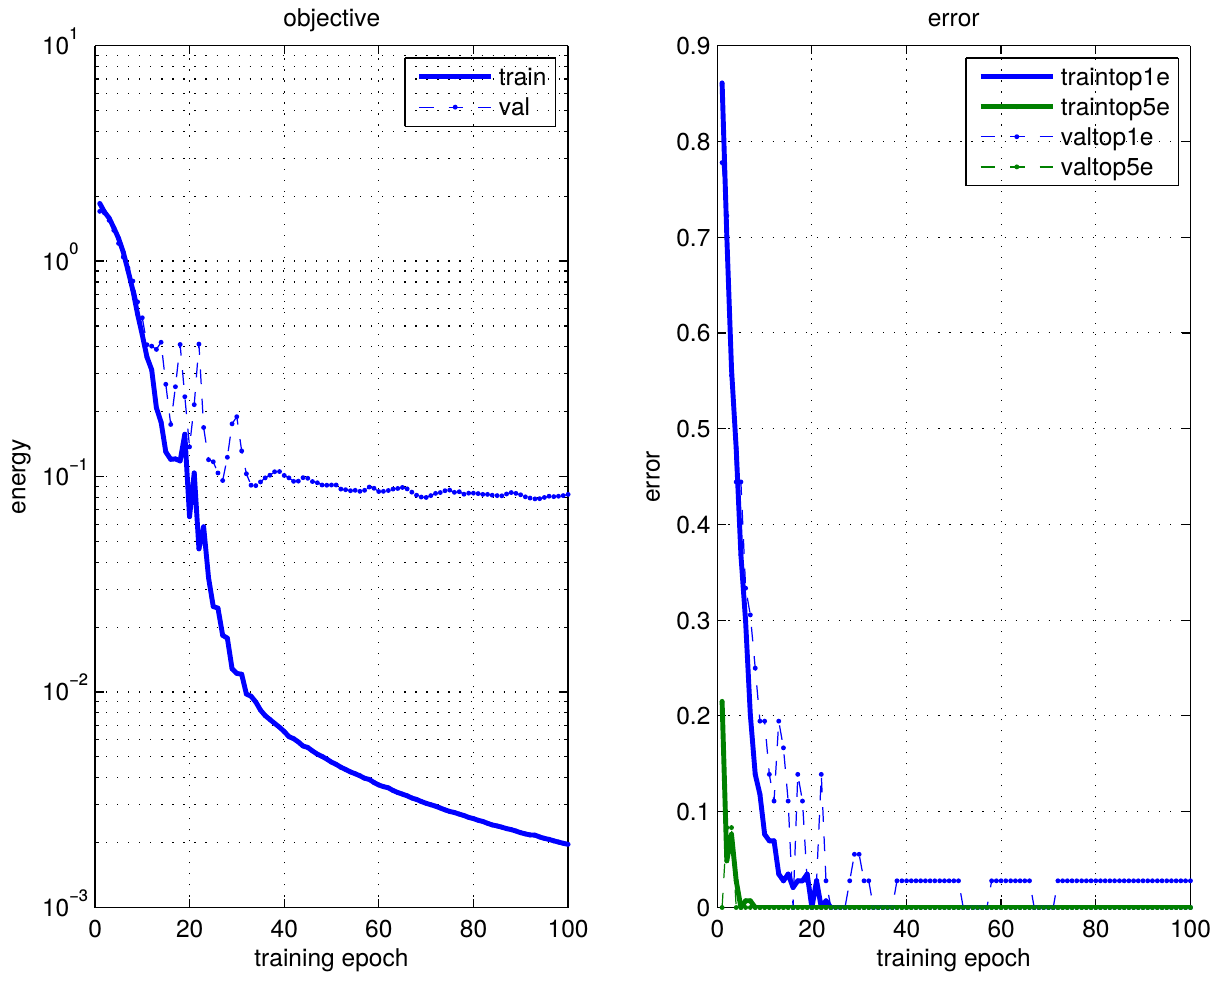 objective
10^1
10^0
10^-1
10^-2
10^-3
energy
0
20
40
60
80
100
training epoch
train
val
error
0.9
0.8
0.7
0.6
0.5
0.4
0.3
0.2
0.1
0
error
0
20
40
60
80
100
training epoch
traintop1e
traintop5e
valtop1e
valtop5e